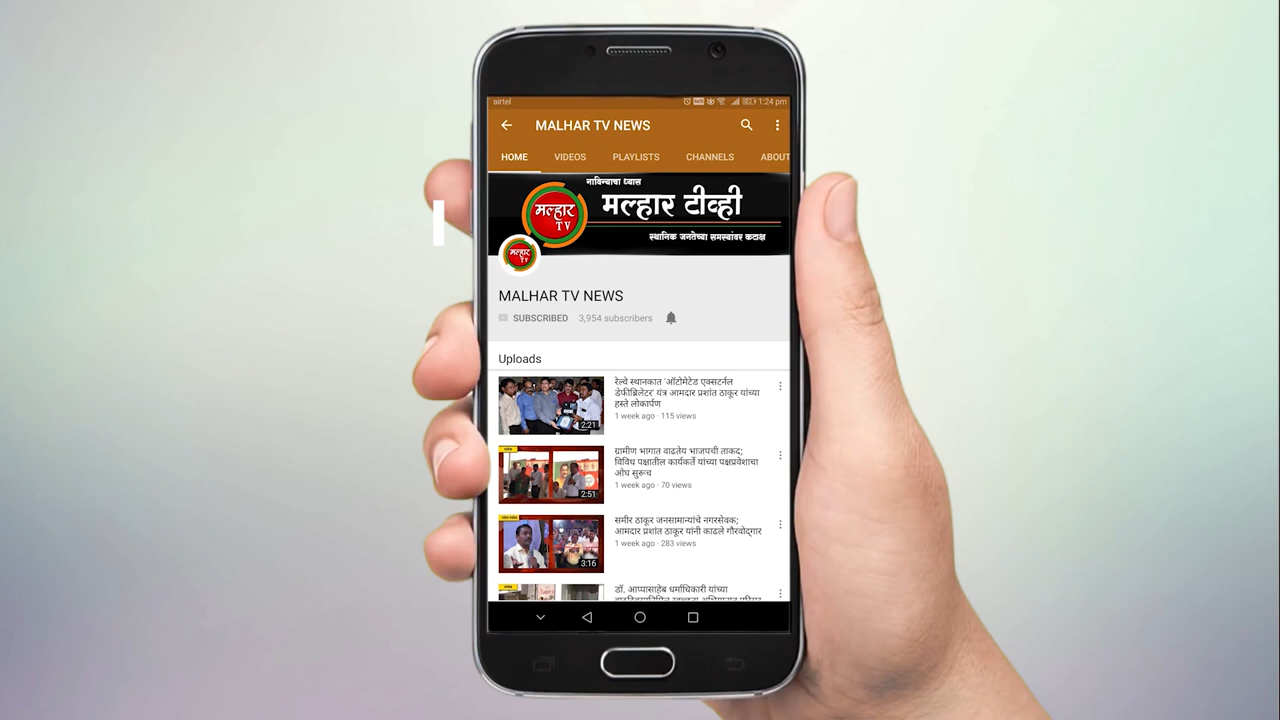 airtel
1:24 pm
MALHAR TV NEWS
HOME VIDEOS PLAYLISTS CHANNELS ABOUT
नाविन्याचा ध्यास
मल्हार टीव्ही
मल्हार
TV
स्थानिक जनतेच्या समस्यांवर कटाक्ष
मल्हार
TV
MALHAR TV NEWS
SUBSCRIBED 3,954 subscribers
Uploads
रेल्वे स्थानकात 'ऑटोमेटेड एक्सटर्नल
डेफीब्रिलेटर' यंत्र आमदार प्रशांत ठाकूर यांच्या
हस्ते लोकार्पण
1 week ago · 115 views
2:21
ग्रामीण भागात वाढतेय भाजपची ताकद;
विविध पक्षातील कार्यकर्ते यांच्या पक्षप्रवेशाचा
ओघ सुरूच
1 week ago · 70 views
2:51
समीर ठाकूर जनसामान्यांचे नगरसेवक;
आमदार प्रशांत ठाकूर यांनी काढले गौरवोद्गार
1 week ago · 283 views
3:16
डॉ. आप्पासाहेब धर्माधिकारी यांच्या